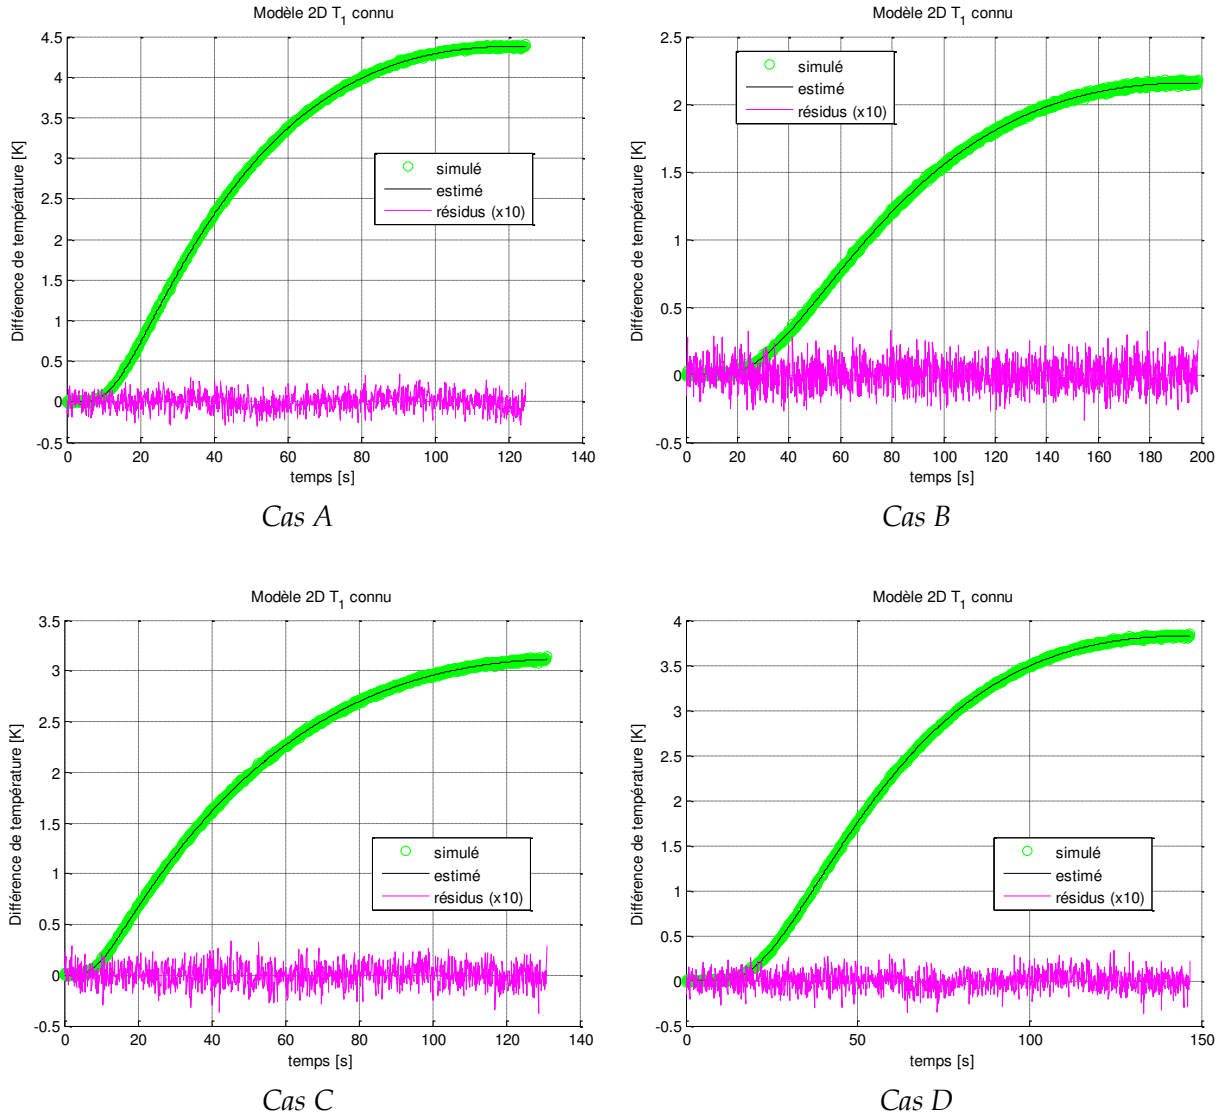 Modèle 2D T1 connu
4.5
4
3.5
3
2.5
2
1.5
1
0.5
0
-0.5
Différence de température [K]
simulé
estimé
résidus (x10)
0 20 40 60 80 100 120 140
temps [s]
Cas A
Modèle 2D T1 connu
2.5
2
1.5
1
0.5
0
-0.5
Différence de température [K]
simulé
estimé
résidus (x10)
0 20 40 60 80 100 120 140 160 180 200
temps [s]
Cas B
Modèle 2D T1 connu
3.5
3
2.5
2
1.5
1
0.5
0
-0.5
Différence de température [K]
simulé
estimé
résidus (x10)
0 20 40 60 80 100 120 140
temps [s]
Cas C
Modèle 2D T1 connu
4
3.5
3
2.5
2
1.5
1
0.5
0
-0.5
Différence de température [K]
simulé
estimé
résidus (x10)
0 50 100 150
temps [s]
Cas D